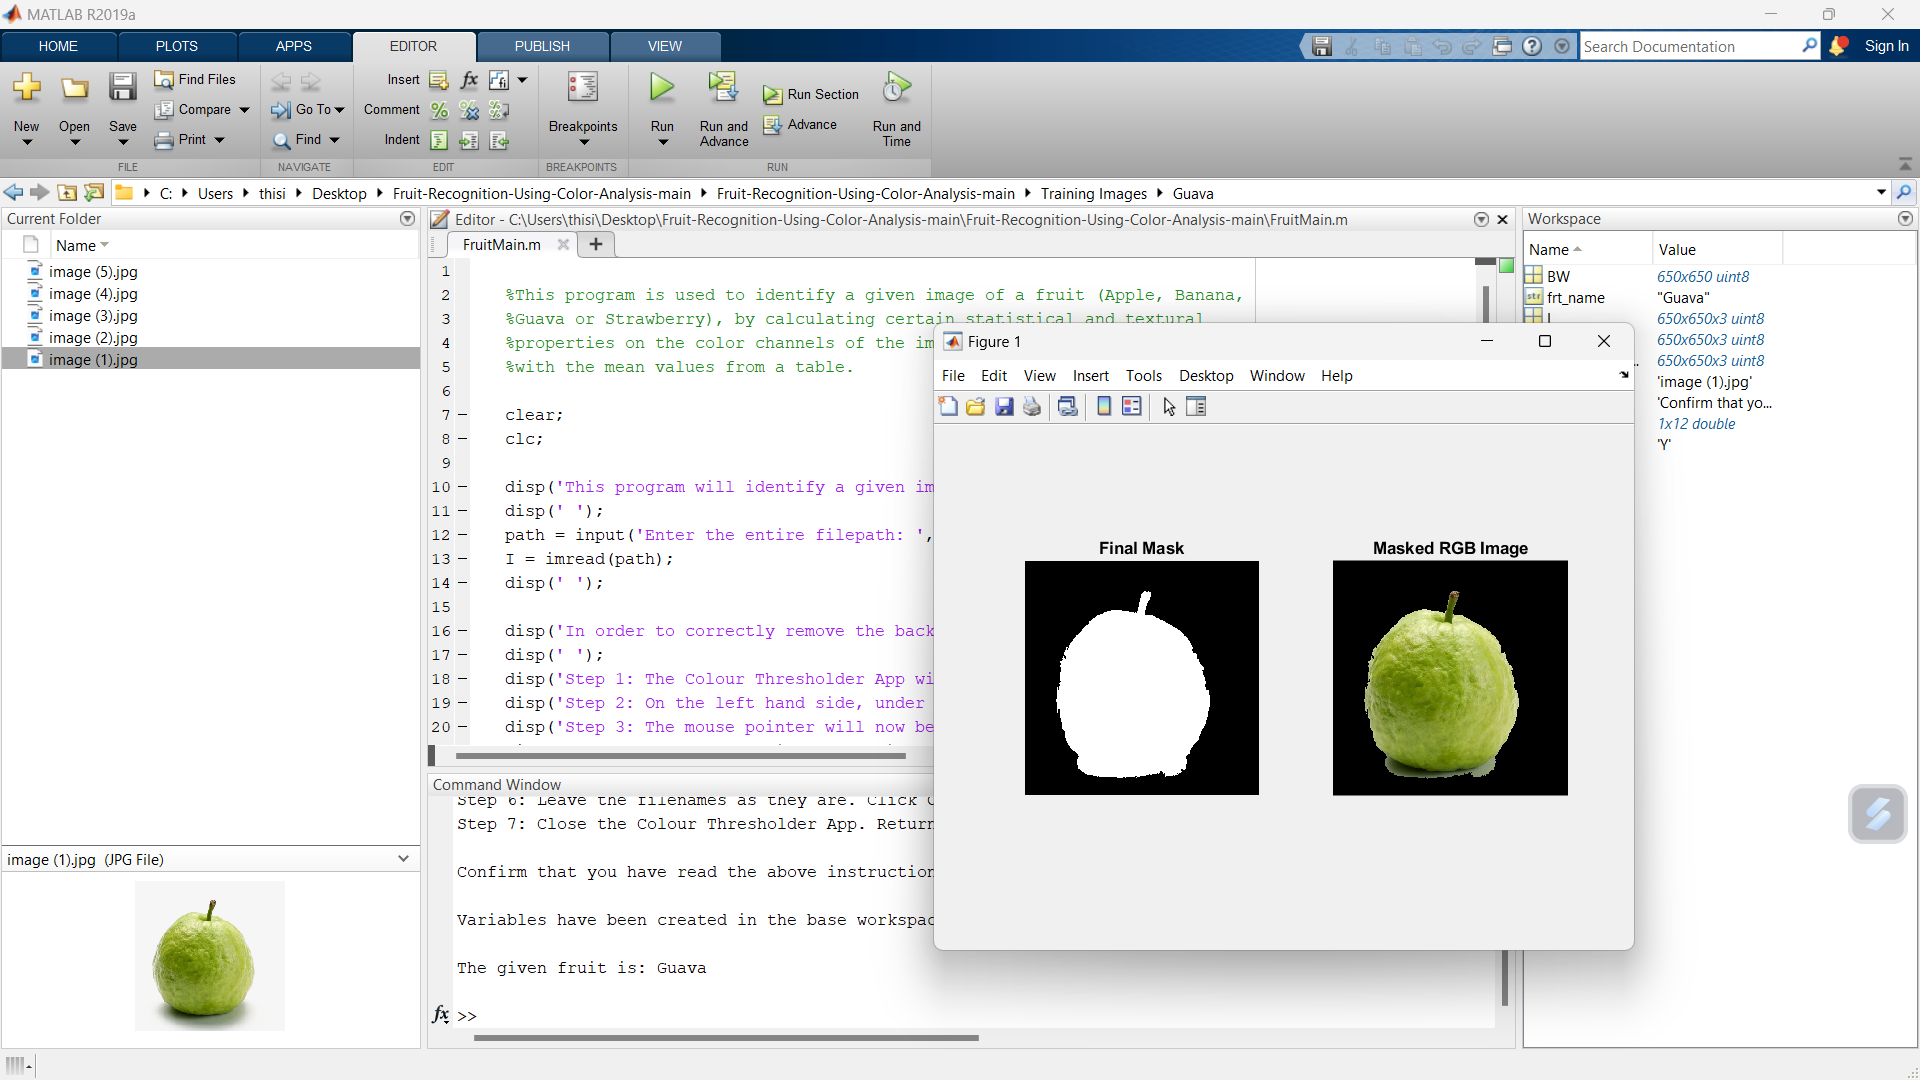 MATLAB R2019a
HOME PLOTS APPS EDITOR PUBLISH VIEW
Search Documentation
Sign In
New
Open
Save
Find Files
Compare
Print
FILE
Go To
Find
NAVIGATE
Insert
Comment
Indent
EDIT
Breakpoints
BREAKPOINTS
Run
Run and Advance
Run Section
Advance
Run and Time
RUN
C: Users thisi Desktop Fruit-Recognition-Using-Color-Analysis-main Fruit-Recognition-Using-Color-Analysis-main Training Images Guava
Current Folder
Name
image (5).jpg
image (4).jpg
image (3).jpg
image (2).jpg
image (1).jpg
image (1).jpg (JPG File)
Editor - C:\Users\thisi\Desktop\Fruit-Recognition-Using-Color-Analysis-main\Fruit-Recognition-Using-Color-Analysis-main\FruitMain.m
FruitMain.m
1
2 %This program is used to identify a given image of a fruit (Apple, Banana,
3 %Guava or Strawberry), by calculating certain statistical and textural
4 %properties on the color channels of the im
5 %with the mean values from a table.
6
7 clear;
8 clc;
9
10 disp('This program will identify a given im
11 disp(' ');
12 path = input('Enter the entire filepath: ',
13 I = imread(path);
14 disp(' ');
15
16 disp('In order to correctly remove the back
17 disp(' ');
18 disp('Step 1: The Colour Thresholder App wi
19 disp('Step 2: On the left hand side, under
20 disp('Step 3: The mouse pointer will now be
Command Window
Step 6: Leave the filenames as they are. Click
Step 7: Close the Colour Thresholder App. Return
Confirm that you have read the above instruction
Variables have been created in the base workspac
The given fruit is: Guava
fx >>
Figure 1
File Edit View Insert Tools Desktop Window Help
Final Mask
Masked RGB Image
Workspace
Name Value
BW 650x650 uint8
frt_name "Guava"
650x650x3 uint8
650x650x3 uint8
650x650x3 uint8
'image (1).jpg'
'Confirm that yo...
1x12 double
'Y'